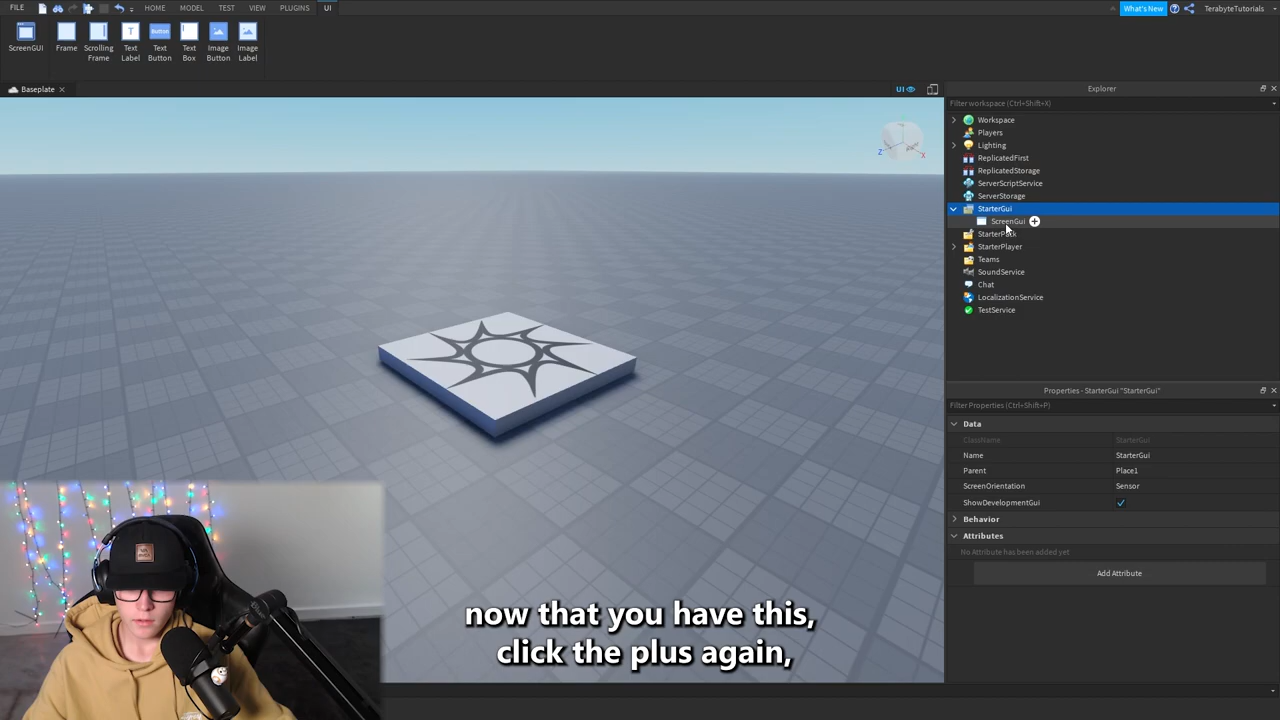 FILE
HOME
MODEL
TEST
VIEW
PLUGINS
UI
What's New
TerabyteTutorials
ScreenGUI
Frame
Scrolling
Frame
Text
Label
Button
Text
Button
Text
Box
Image
Button
Image
Label
Baseplate
UI
Explorer
Filter workspace (Ctrl+Shift+X)
Workspace
Players
Lighting
ReplicatedFirst
ReplicatedStorage
ServerScriptService
ServerStorage
StarterGui
ScreenGui
StarterPack
StarterPlayer
Teams
SoundService
Chat
LocalizationService
TestService
Properties - StarterGui "StarterGui"
Filter Properties (Ctrl+Shift+P)
Data
ClassName StarterGui
Name StarterGui
Parent Place1
ScreenOrientation Sensor
ShowDevelopmentGui
Behavior
Attributes
No Attribute has been added yet
Add Attribute
Z
X
now that you have this,
click the plus again,